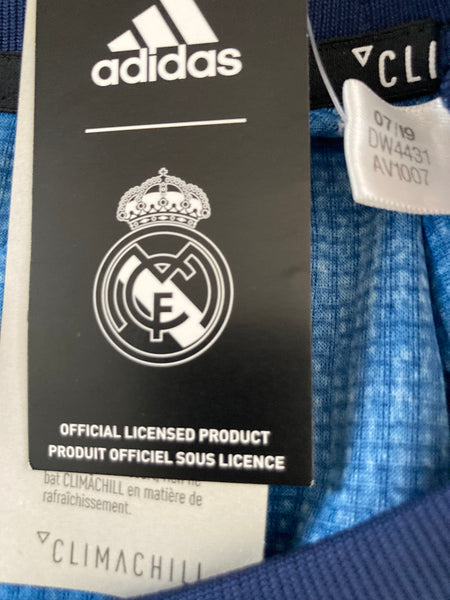 adidas
CLI
07/19
DW4431
AV1007
OFFICIAL LICENSED PRODUCT
PRODUIT OFFICIEL SOUS LICENCE
bat CLIMACHILL en matière de
rafraîchissement.
CLIMACHILL